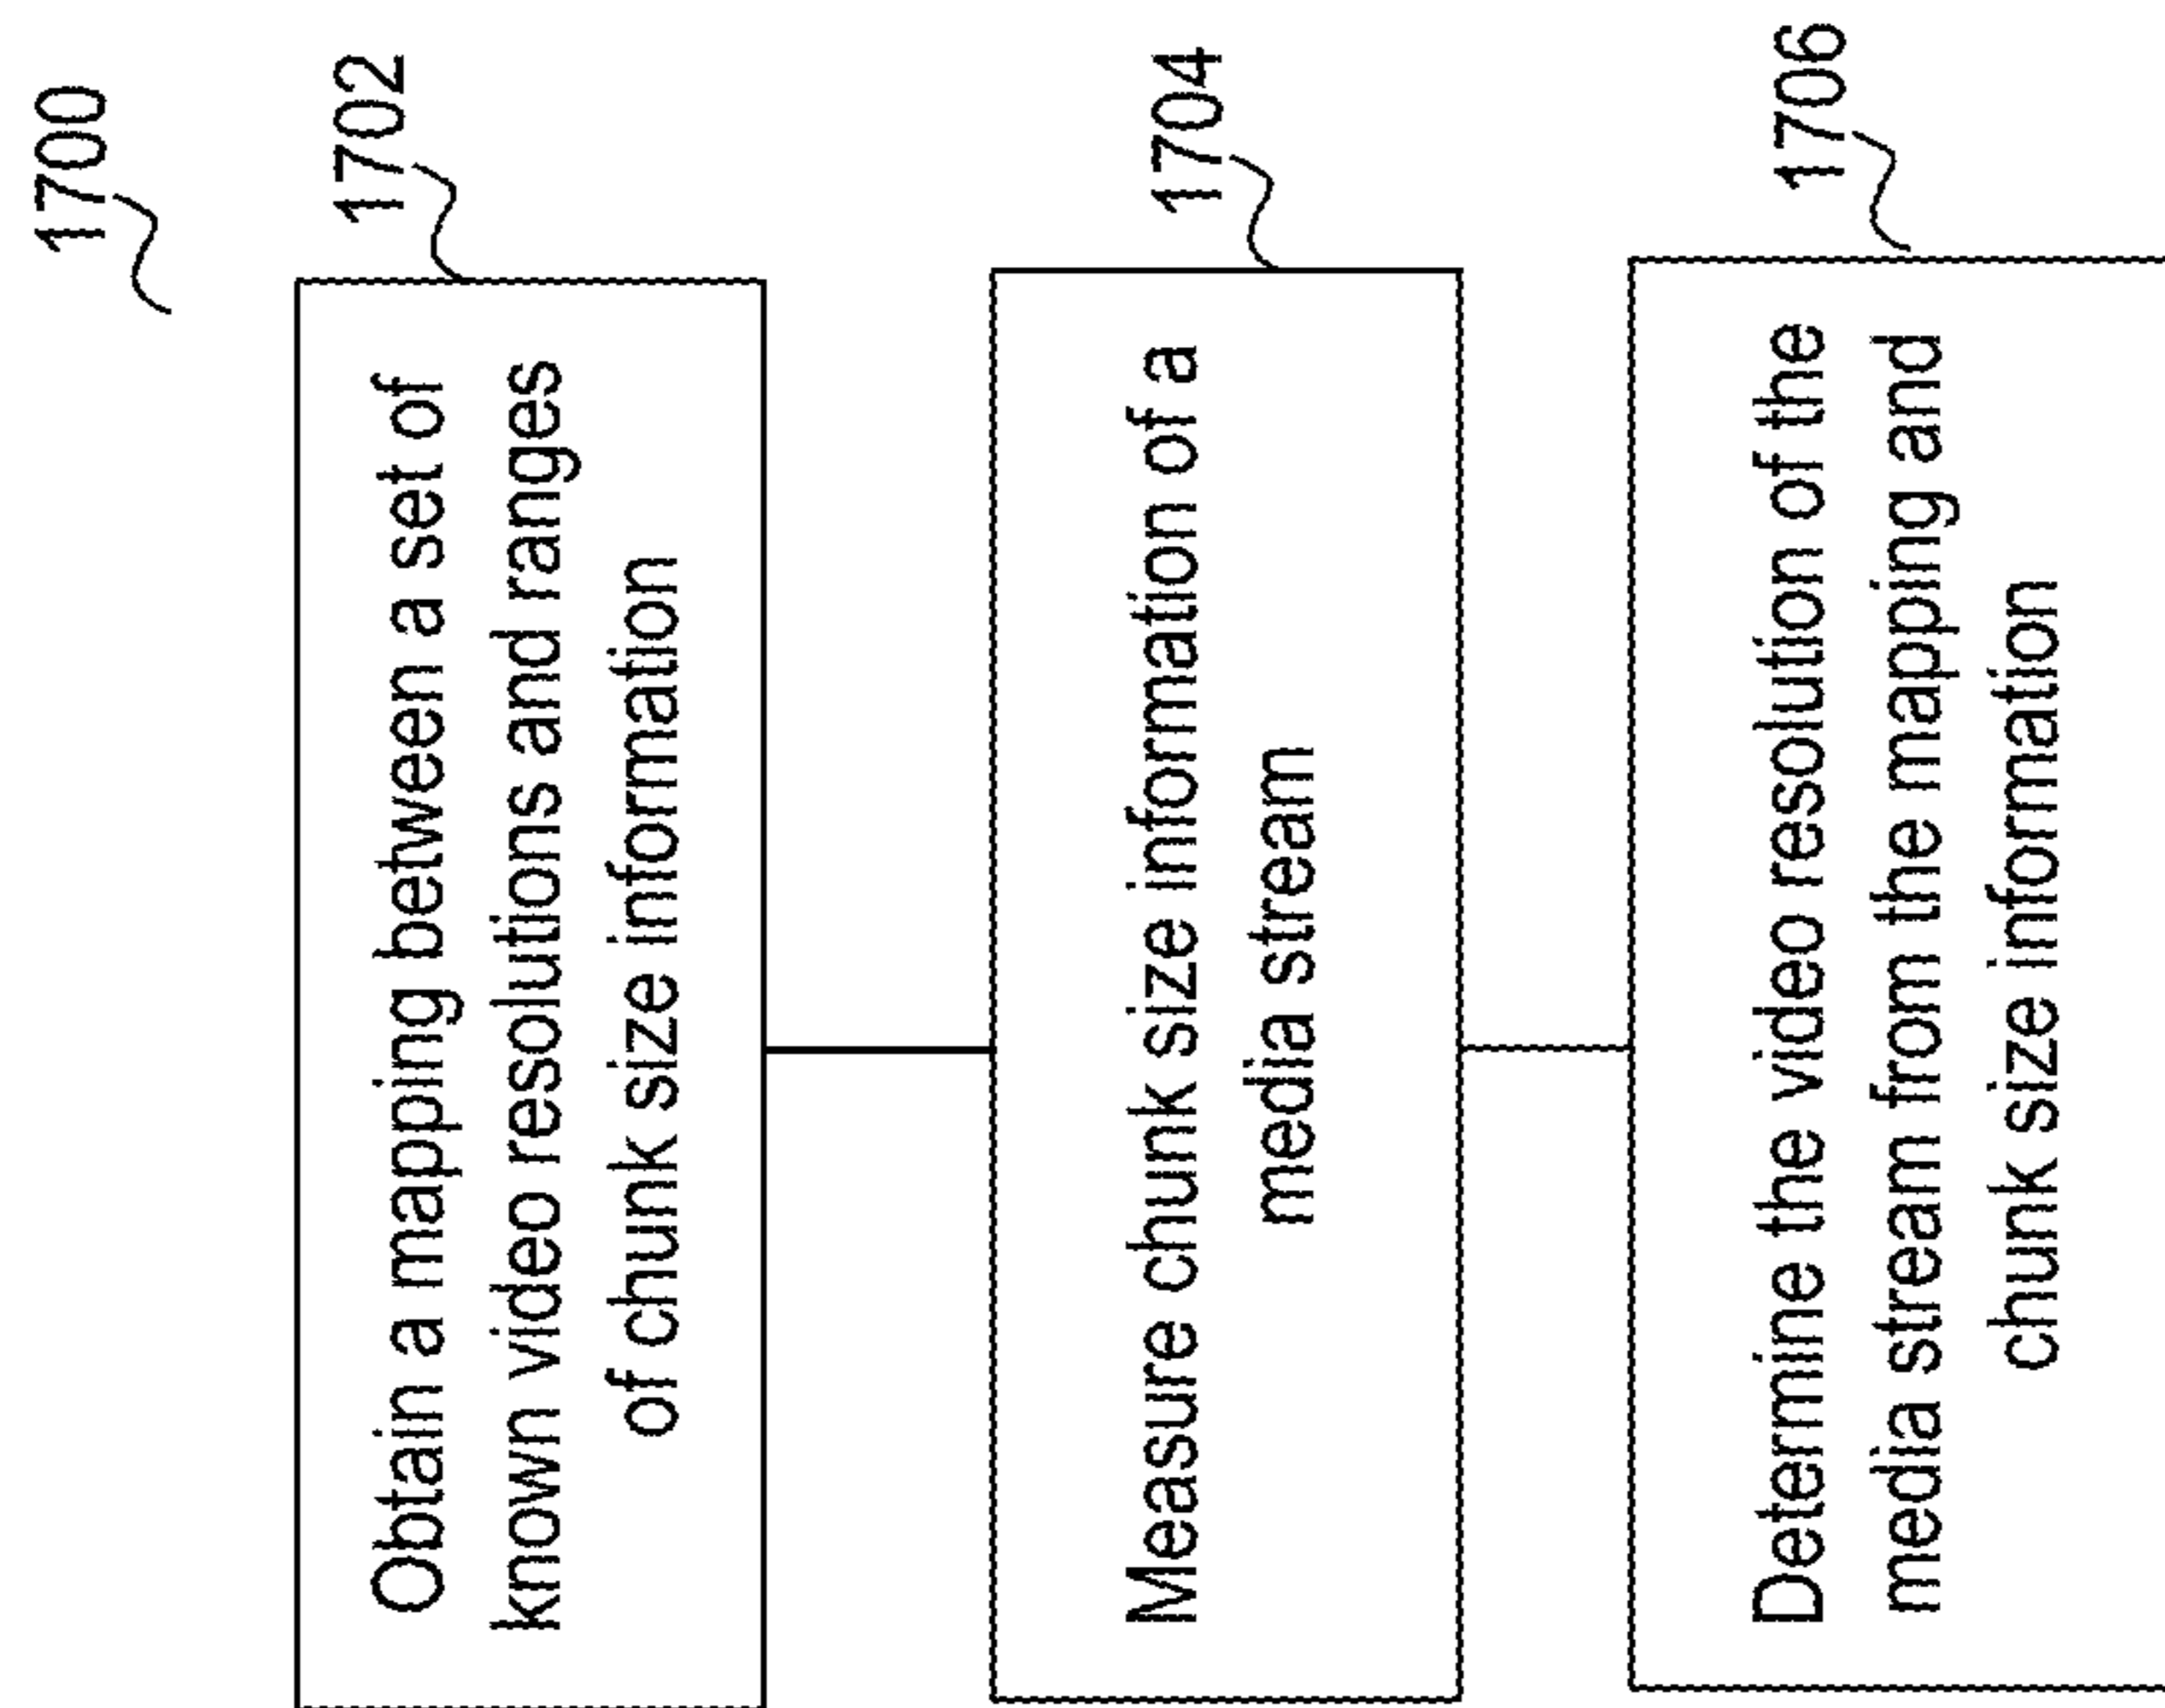 1700
1702
Obtain a mapping between a set of
known video resolutions and ranges
of chunk size information
1704
Measure chunk size information of a
media stream
1706
Determine the video resolution of the
media stream from the mapping and
chunk size information